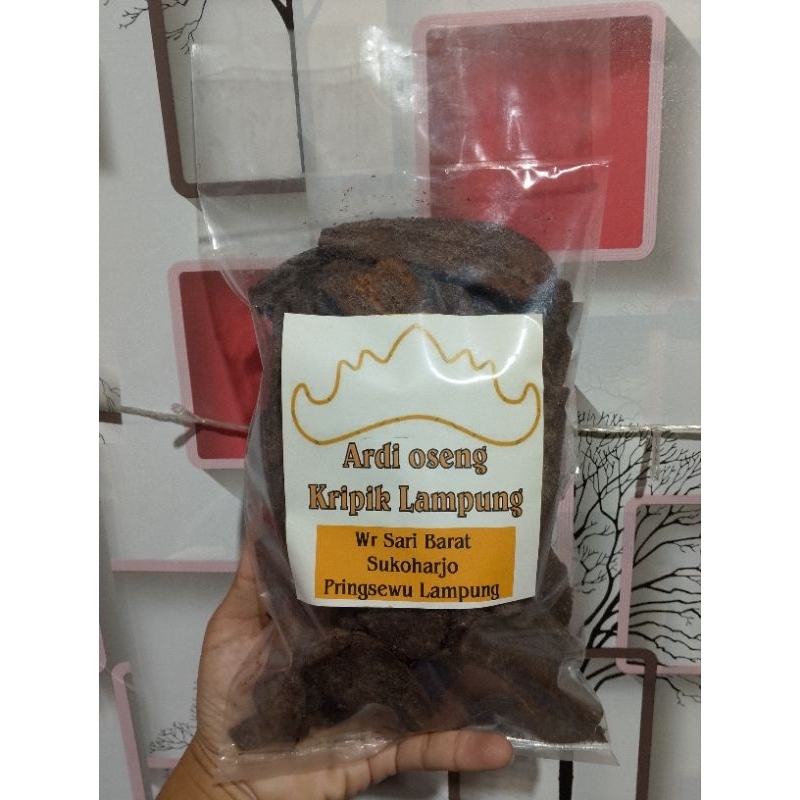 Ardi oseng
Kripik Lampung
Wr Sari Barat
Sukoharjo
Pringsewu Lampung